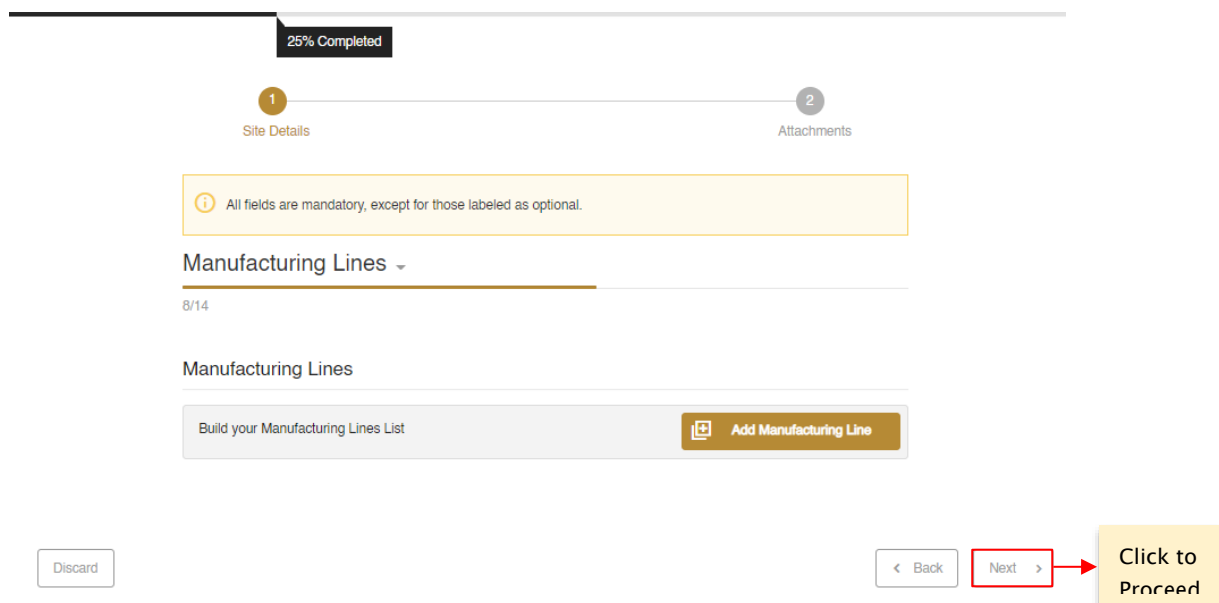 25% Completed
1
2
Site Details
Attachments
All fields are mandatory, except for those labeled as optional.
Manufacturing Lines
8/14
Manufacturing Lines
Build your Manufacturing Lines List
Add Manufacturing Line
Discard
Back
Next
Click to
Proceed